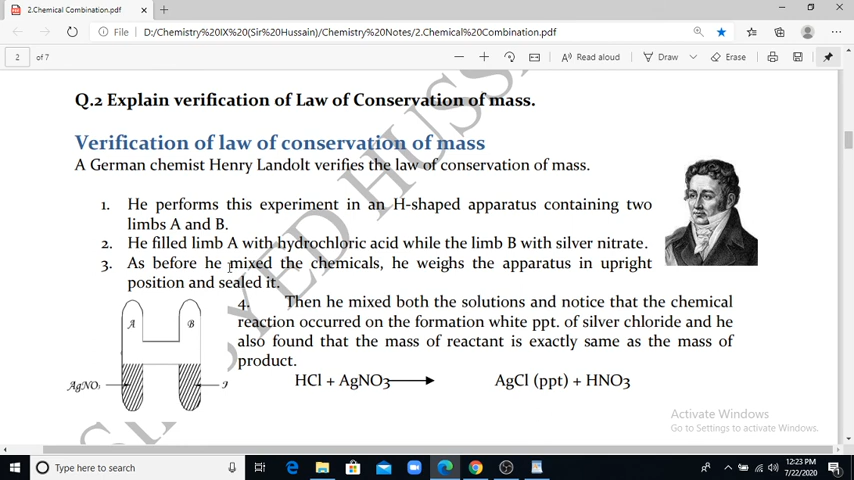 2.Chemical Combination.pdf
File
D:/Chemistry%20IX%20(Sir%20Hussain)/Chemistry%20Notes/2.Chemical%20Combination.pdf
2 of 7
Read aloud
Draw
Erase
Q.2 Explain verification of Law of Conservation of mass.
Verification of law of conservation of mass
A German chemist Henry Landolt verifies the law of conservation of mass.
1. He performs this experiment in an H-shaped apparatus containing two
limbs A and B.
2. He filled limb A with hydrochloric acid while the limb B with silver nitrate.
3. As before he mixed the chemicals, he weighs the apparatus in upright
position and sealed it.
4. Then he mixed both the solutions and notice that the chemical
reaction occurred on the formation white ppt. of silver chloride and he
also found that the mass of reactant is exactly same as the mass of
product.
A B
AgNO₃
HCl + AgNO3 AgCl (ppt) + HNO3
Activate Windows
Go to Settings to activate Windows.
Type here to search
12:23 PM
7/22/2020